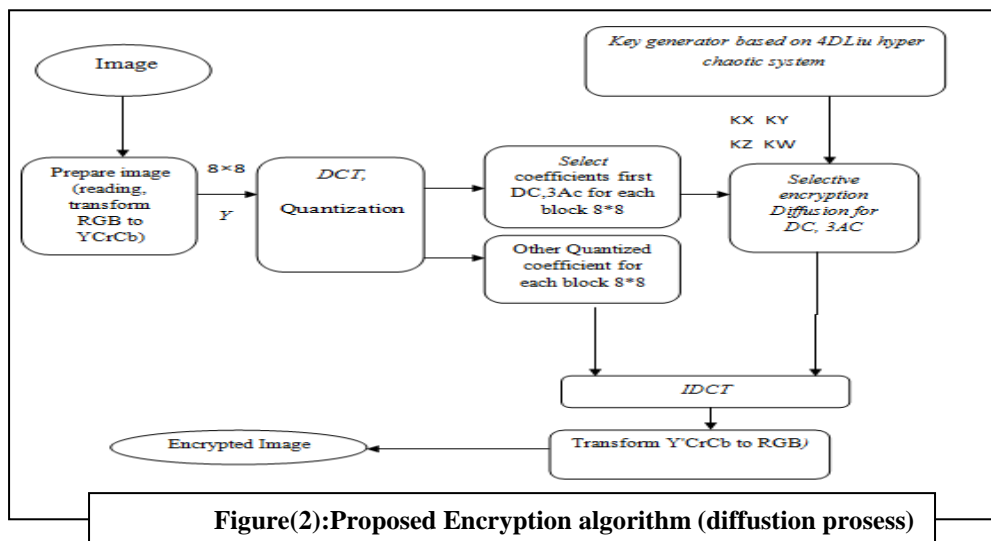 Image
Key generator based on 4DLiu hyper
chaotic system
KX KY
KZ KW
Prepare image
(reading,
transform
RGB to
YCrCb)
8×8
Y
DCT,
Quantization
Select
coefficients first
DC,3Ac for each
block 8*8
Other Quantized
coefficient for
each block 8*8
Selective
encryption
Diffusion for
DC, 3AC
IDCT
Transform Y'CrCb to RGB)
Encrypted Image
Figure(2):Proposed Encryption algorithm (diffustion prosess)